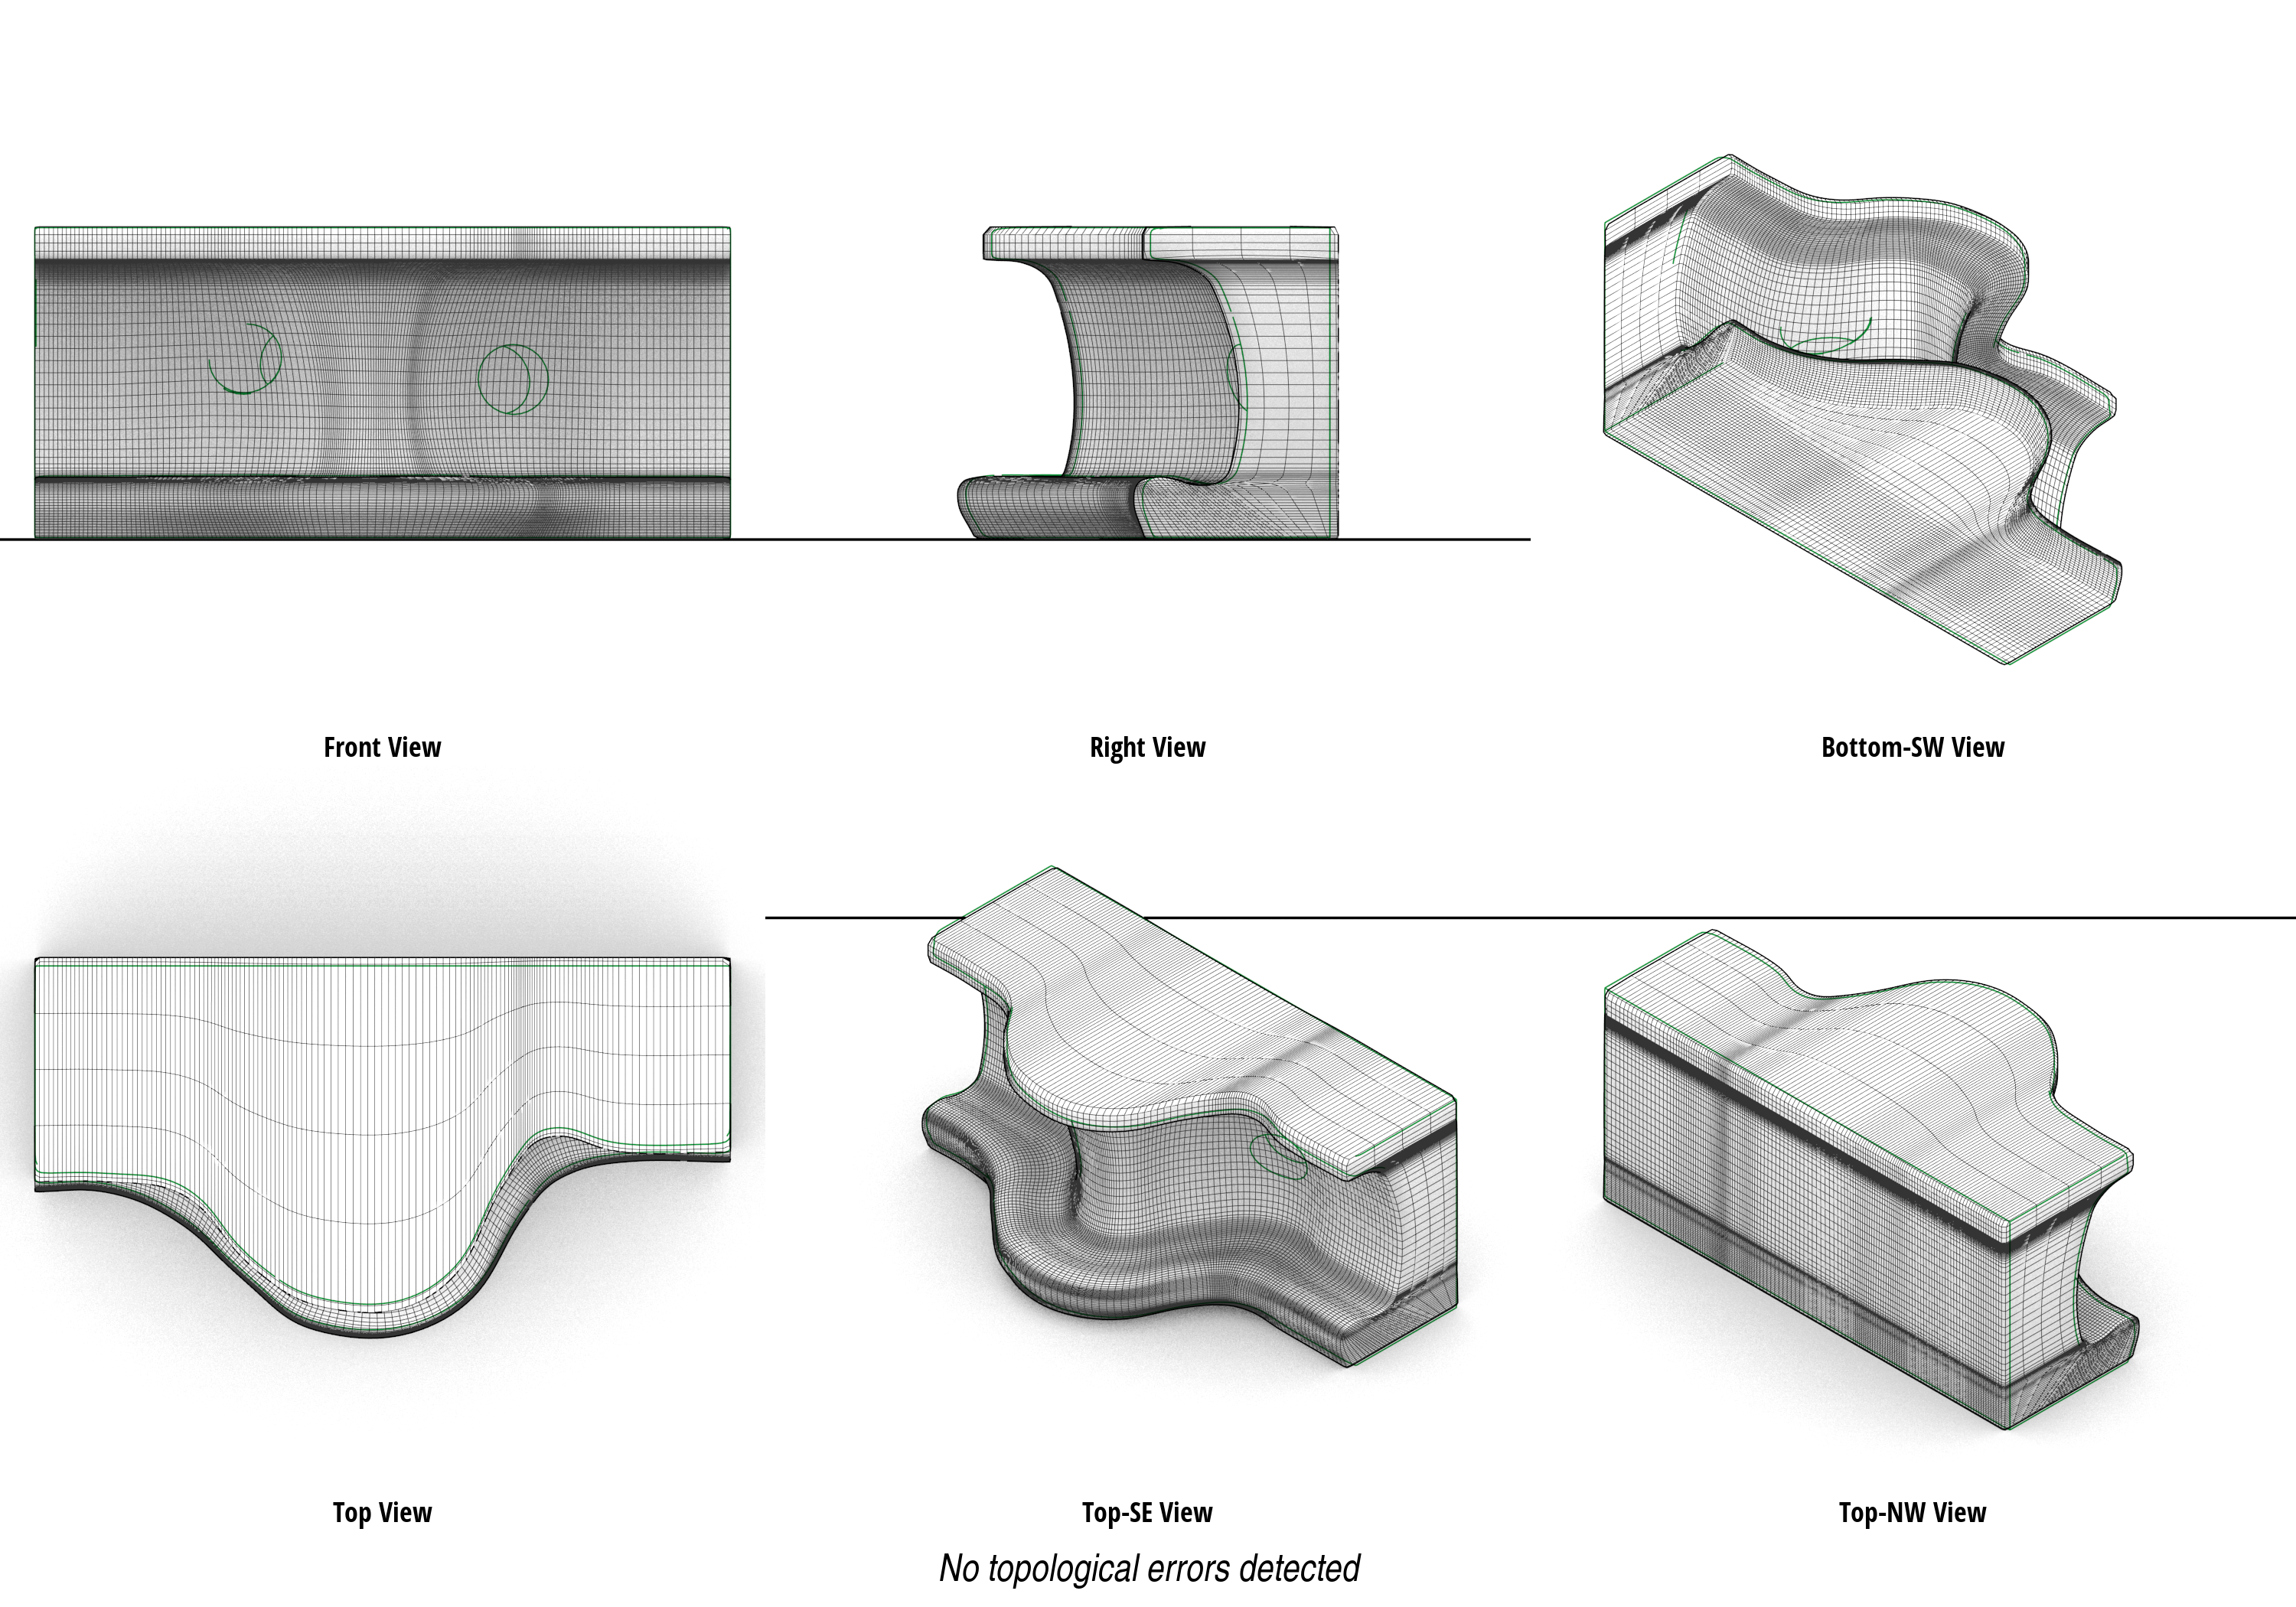 Front View
Right View
Bottom-SW View
Top View
Top-SE View
Top-NW View
No topological errors detected